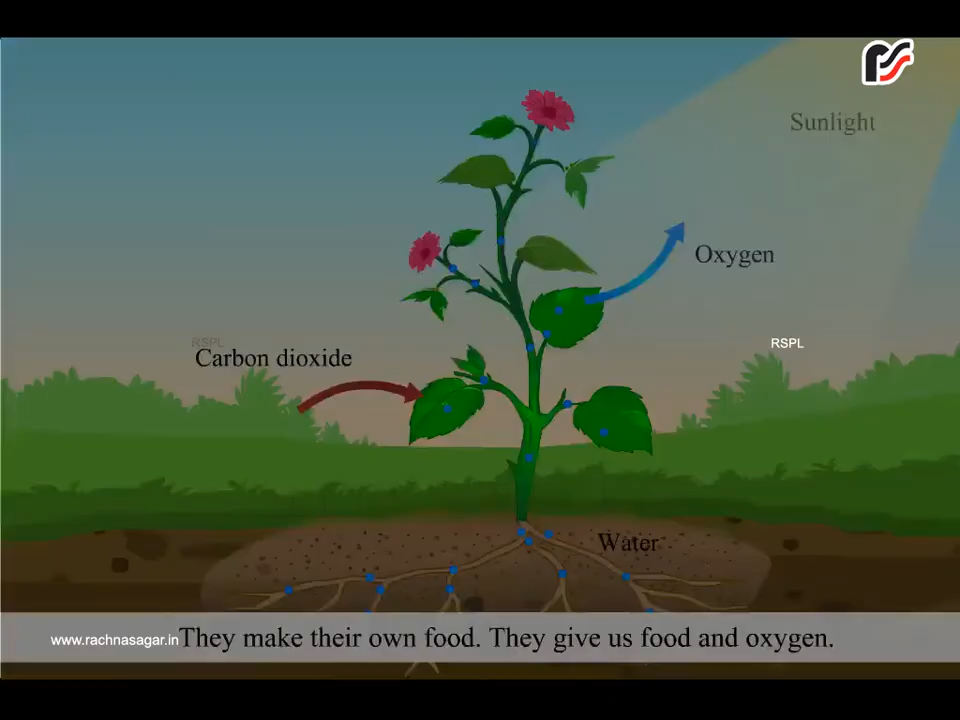 Sunlight
Oxygen
RSPL
RSPL
Carbon dioxide
Water
www.rachnasagar.in
They make their own food. They give us food and oxygen.